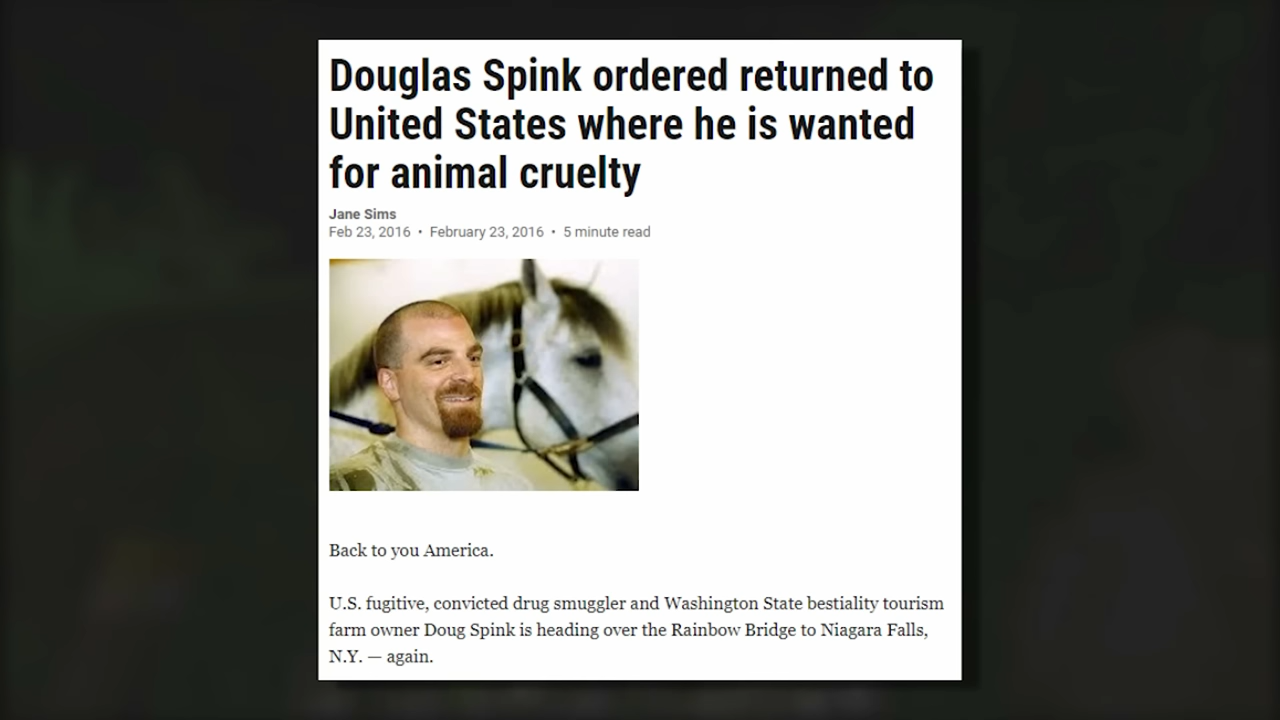 Douglas Spink ordered returned to
United States where he is wanted
for animal cruelty
Jane Sims
Feb 23, 2016 • February 23, 2016 • 5 minute read
Back to you America.
U.S. fugitive, convicted drug smuggler and Washington State bestiality tourism
farm owner Doug Spink is heading over the Rainbow Bridge to Niagara Falls,
N.Y. — again.